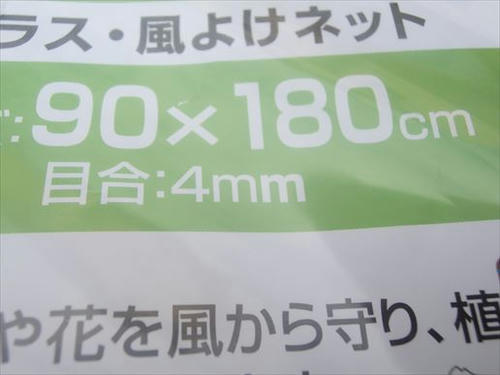 ラス・風よけネット
ズ:90×180cm
目合:4mm
や花を風から守り、植